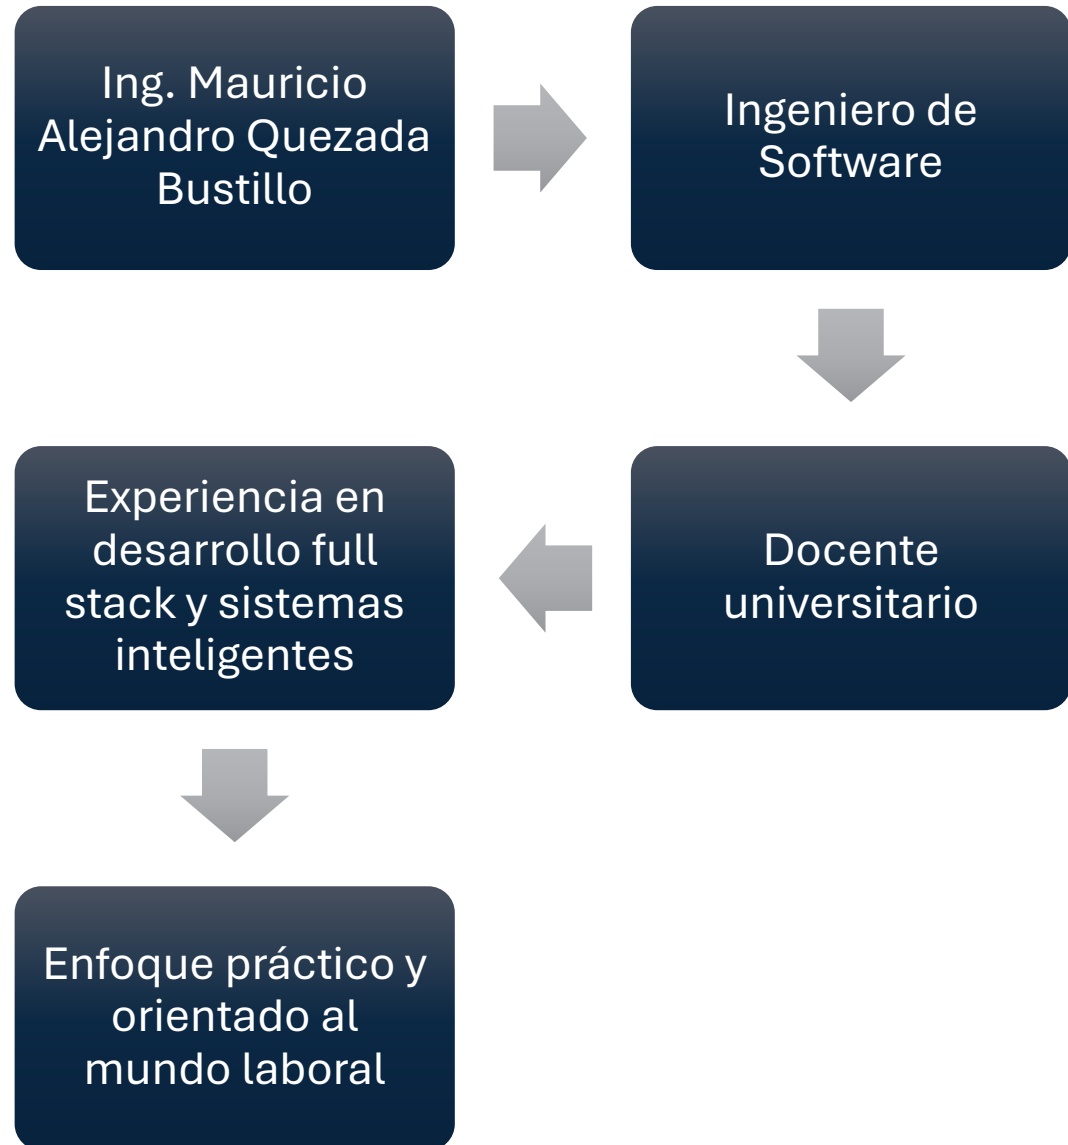 Ing. Mauricio
Alejandro Quezada
Bustillo
Ingeniero de
Software
Docente
universitario
Experiencia en
desarrollo full
stack y sistemas
inteligentes
Enfoque práctico y
orientado al
mundo laboral